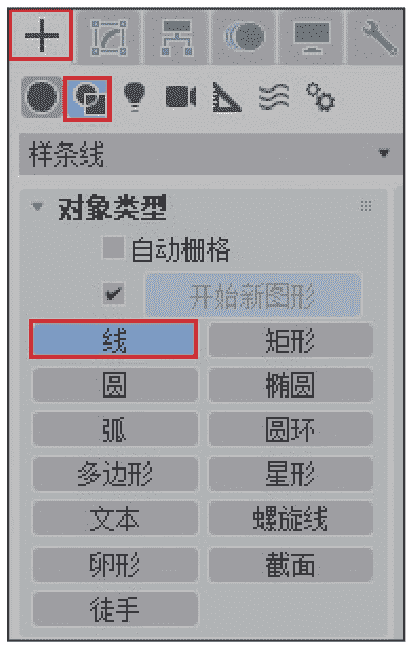 样条线
对象类型
自动栅格
开始新图形
线 矩形
圆 椭圆
弧 圆环
多边形 星形
文本 螺旋线
卵形 截面
徒手